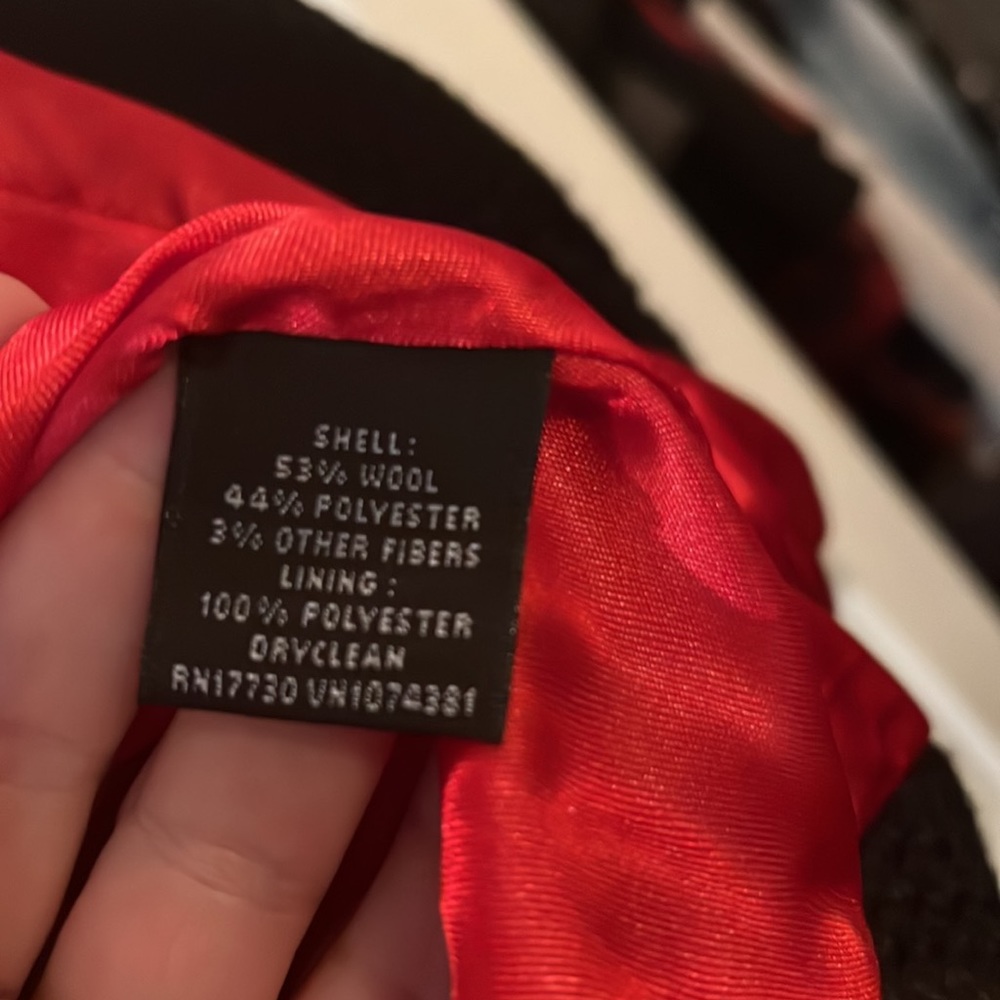 SHELL:
53% WOOL
44% POLYESTER
3% OTHER FIBERS
LINING:
100% POLYESTER
DRYCLEAN
RN17730 VN1074381